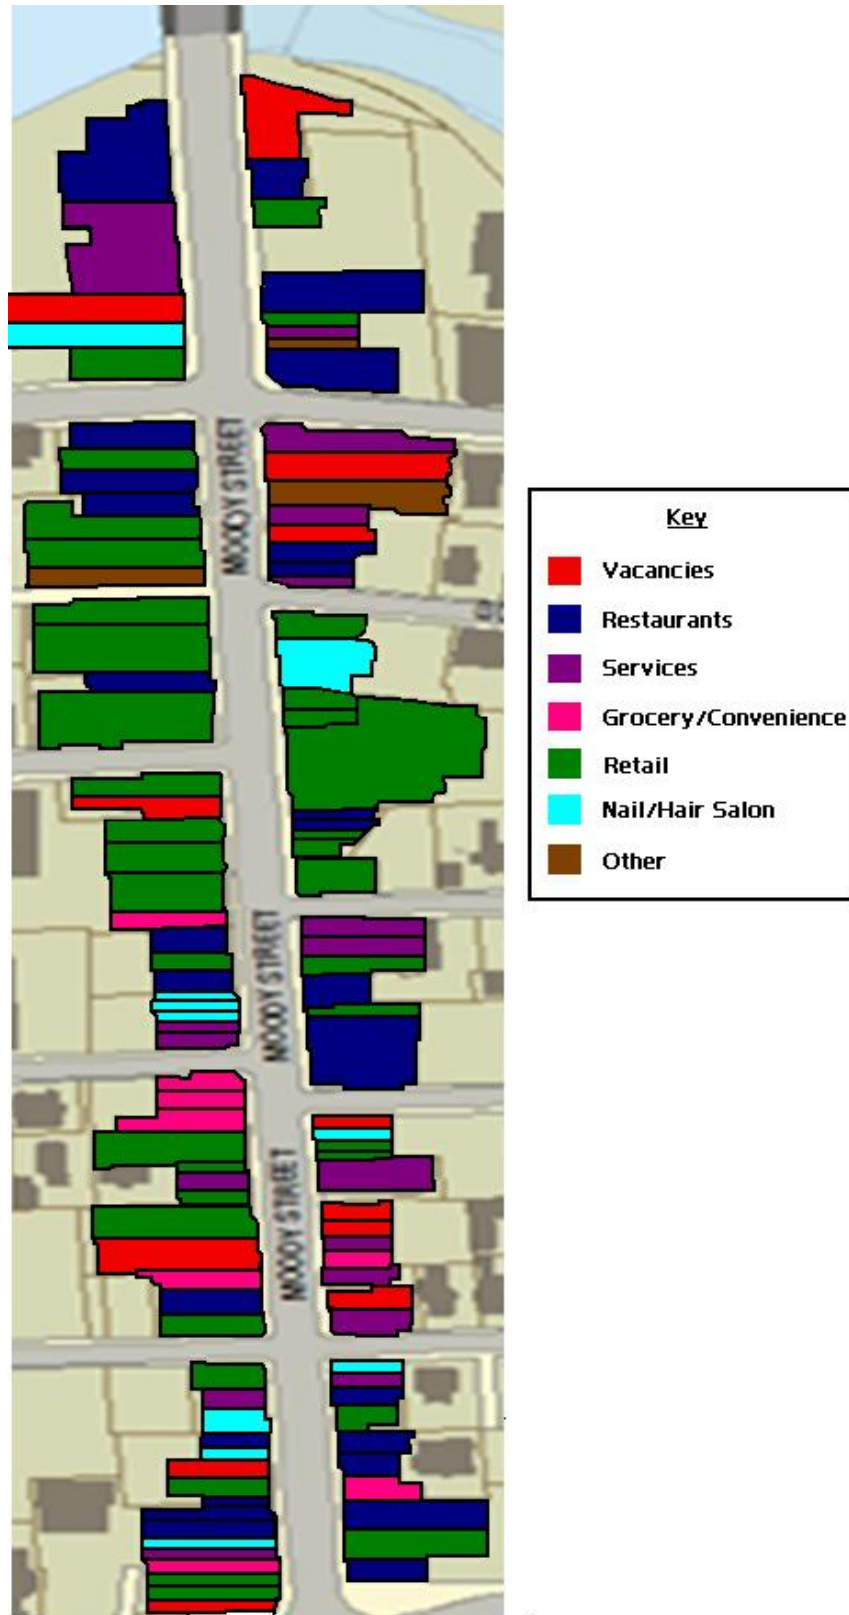 MOODY STREET
MOODY STREET
MOODY STREET
Key
Vacancies
Restaurants
Services
Grocery/Convenience
Retail
Nail/Hair Salon
Other